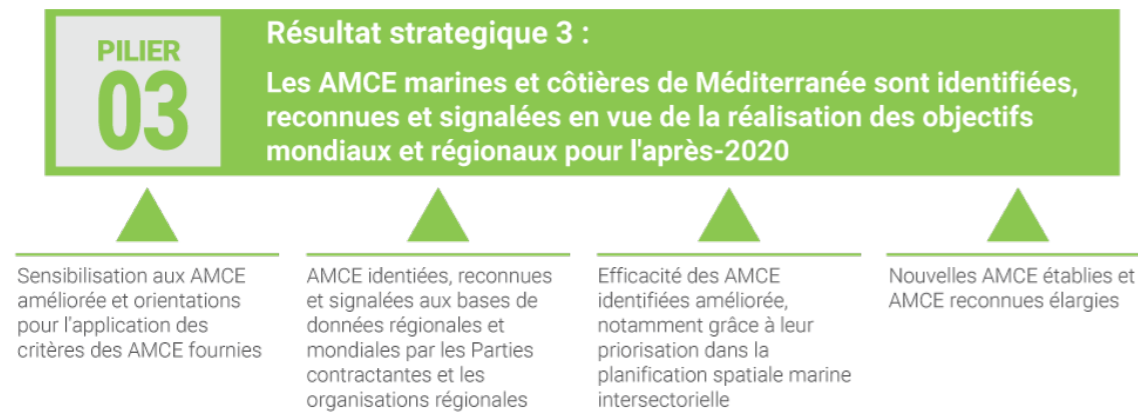 PILIER
03
Résultat strategique 3 :
Les AMCE marines et côtières de Méditerranée sont identifiées,
reconnues et signalées en vue de la réalisation des objectifs
mondiaux et régionaux pour l'après-2020
Sensibilisation aux AMCE
améliorée et orientations
pour l'application des
critères des AMCE fournies
AMCE identiées, reconnues
et signalées aux bases de
données régionales et
mondiales par les Parties
contractantes et les
organisations régionales
Efficacité des AMCE
identifiées améliorée,
notamment grâce à leur
priorisation dans la
planification spatiale marine
intersectorielle
Nouvelles AMCE établies et
AMCE reconnues élargies